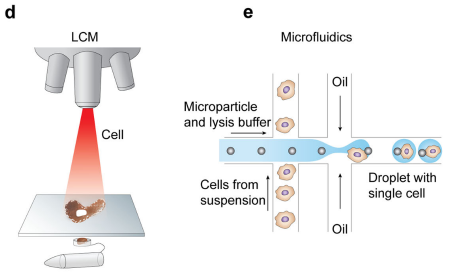 d
LCM
Cell
e
Microfluidics
Oil
Microparticle
and lysis buffer
Cells from
suspension
Droplet with
single cell
Oil